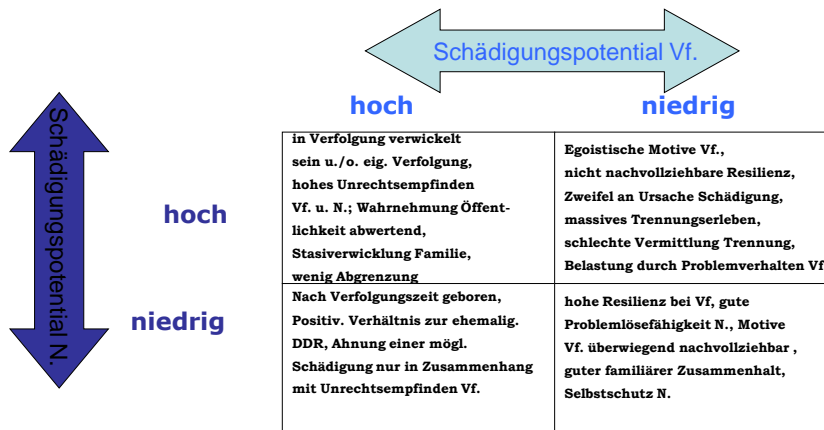 Schädigungspotential Vf.
hoch
niedrig
Schädigungspotential N.
hoch
in Verfolgung verwickelt
sein u./o. eig. Verfolgung,
hohes Unrechtsempfinden
Vf. u. N.; Wahrnehmung Öffent-
lichkeit abwertend,
Stasiverwicklung Familie,
wenig Abgrenzung
Egoistische Motive Vf.,
nicht nachvollziehbare Resilienz,
Zweifel an Ursache Schädigung,
massives Trennungserleben,
schlechte Vermittlung Trennung,
Belastung durch Problemverhalten Vf
niedrig
Nach Verfolgungszeit geboren,
Positiv. Verhältnis zur ehemalig.
DDR, Ahnung einer mögl.
Schädigung nur in Zusammenhang
mit Unrechtsempfinden Vf.
hohe Resilienz bei Vf, gute
Problemlösefähigkeit N., Motive
Vf. überwiegend nachvollziehbar ,
guter familiärer Zusammenhalt,
Selbstschutz N.